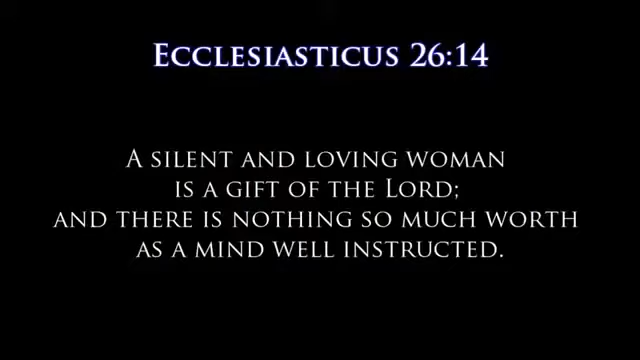 Ecclesiasticus 26:14
A silent and loving woman
is a gift of the Lord;
and there is nothing so much worth
as a mind well instructed.